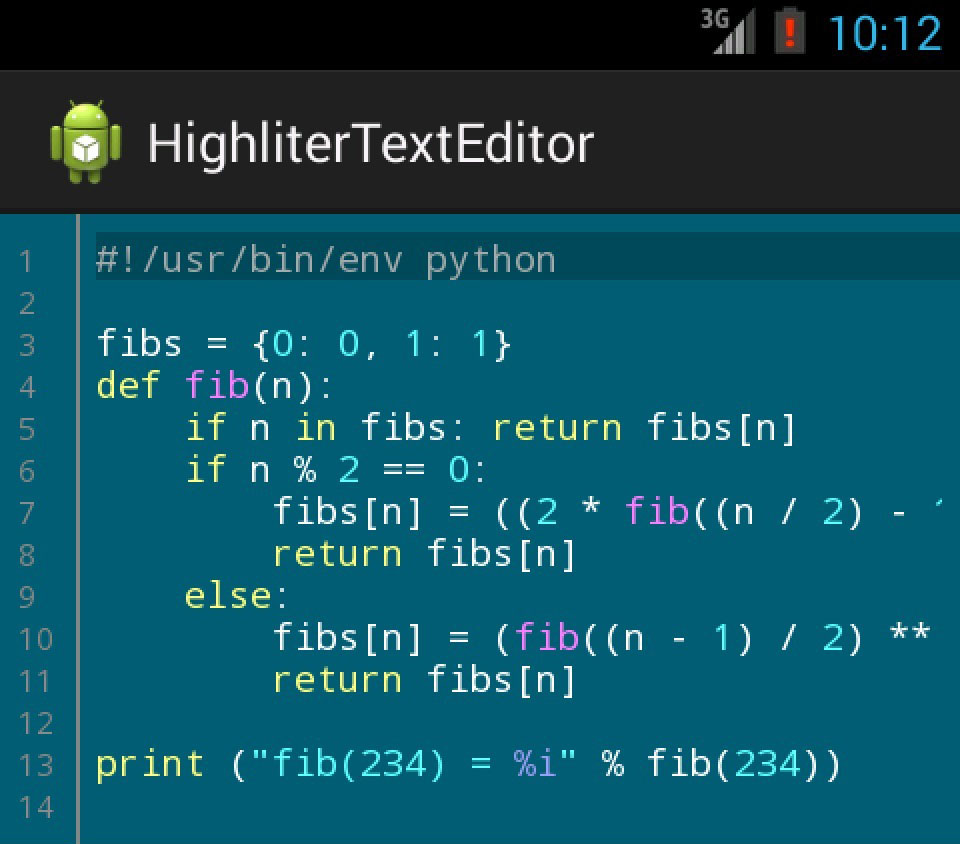 3G 10:12
HighliterTextEditor
1 #!/usr/bin/env python
2
3 fibs = {0: 0, 1: 1}
4 def fib(n):
5     if n in fibs: return fibs[n]
6     if n % 2 == 0:
7         fibs[n] = ((2 * fib((n / 2) -
8         return fibs[n]
9     else:
10         fibs[n] = (fib((n - 1) / 2) **
11         return fibs[n]
12
13 print ("fib(234) = %i" % fib(234))
14